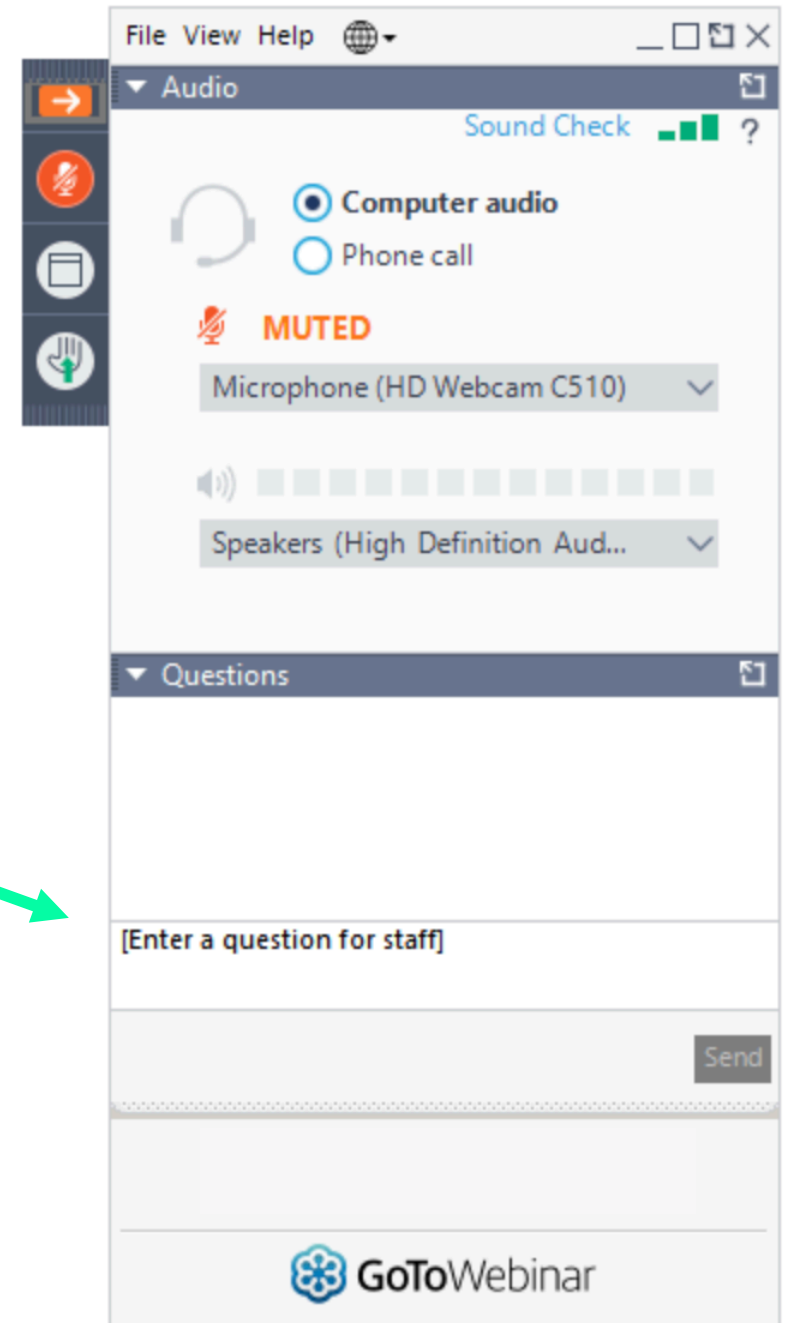 File View Help
Audio
Sound Check ?
Computer audio
Phone call
MUTED
Microphone (HD Webcam C510)
Speakers (High Definition Aud...
Questions
[Enter a question for staff]
Send
GoToWebinar